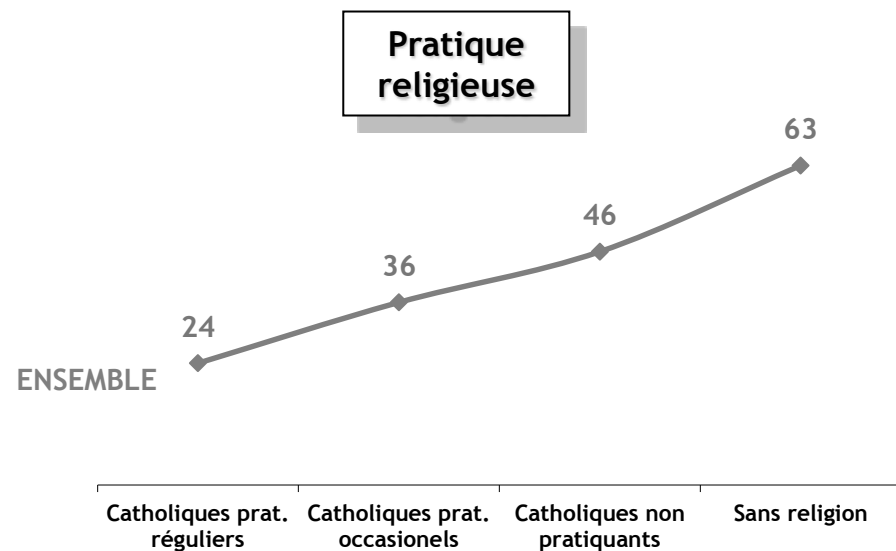 Pratique
religieuse
63
46
36
24
ENSEMBLE
Catholiques prat.
réguliers
Catholiques prat.
occasionels
Catholiques non
pratiquants
Sans religion